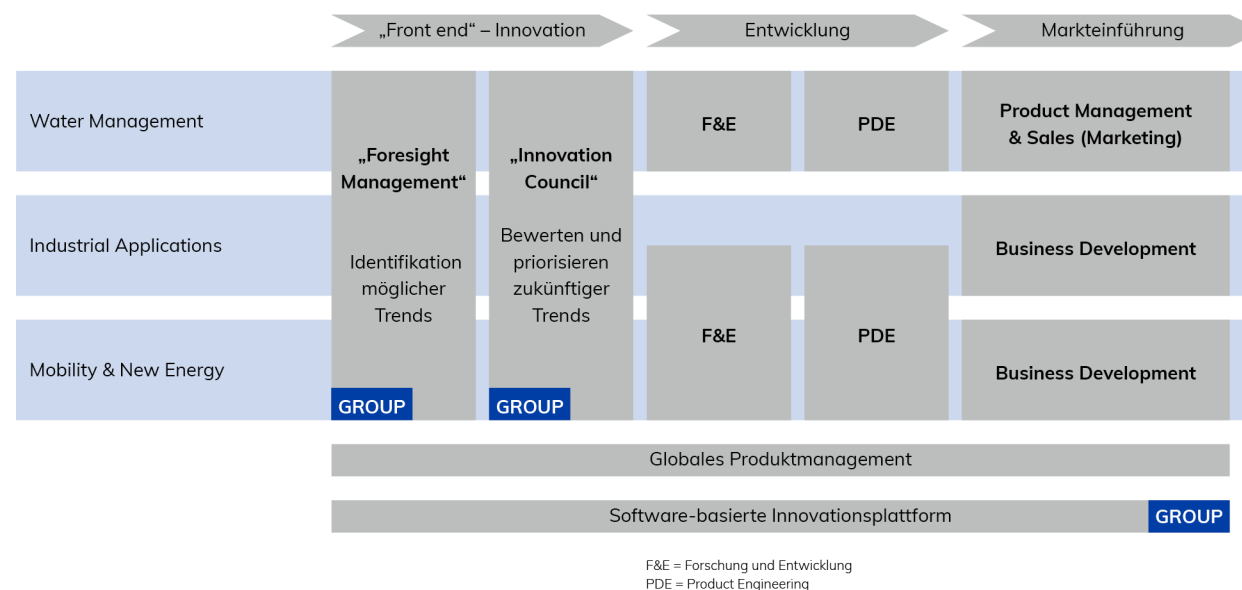 „Front end“ – Innovation
Entwicklung
Markteinführung
Water Management
„Foresight
Management“
Identifikation
möglicher
Trends
GROUP
„Innovation
Council“
Bewerten und
priorisieren
zukünftiger
Trends
GROUP
F&E
PDE
Product Management
& Sales (Marketing)
Industrial Applications
Business Development
Mobility & New Energy
F&E
PDE
Business Development
Globales Produktmanagement
Software-basierte Innovationsplattform
GROUP
F&E = Forschung und Entwicklung
PDE = Product Engineering